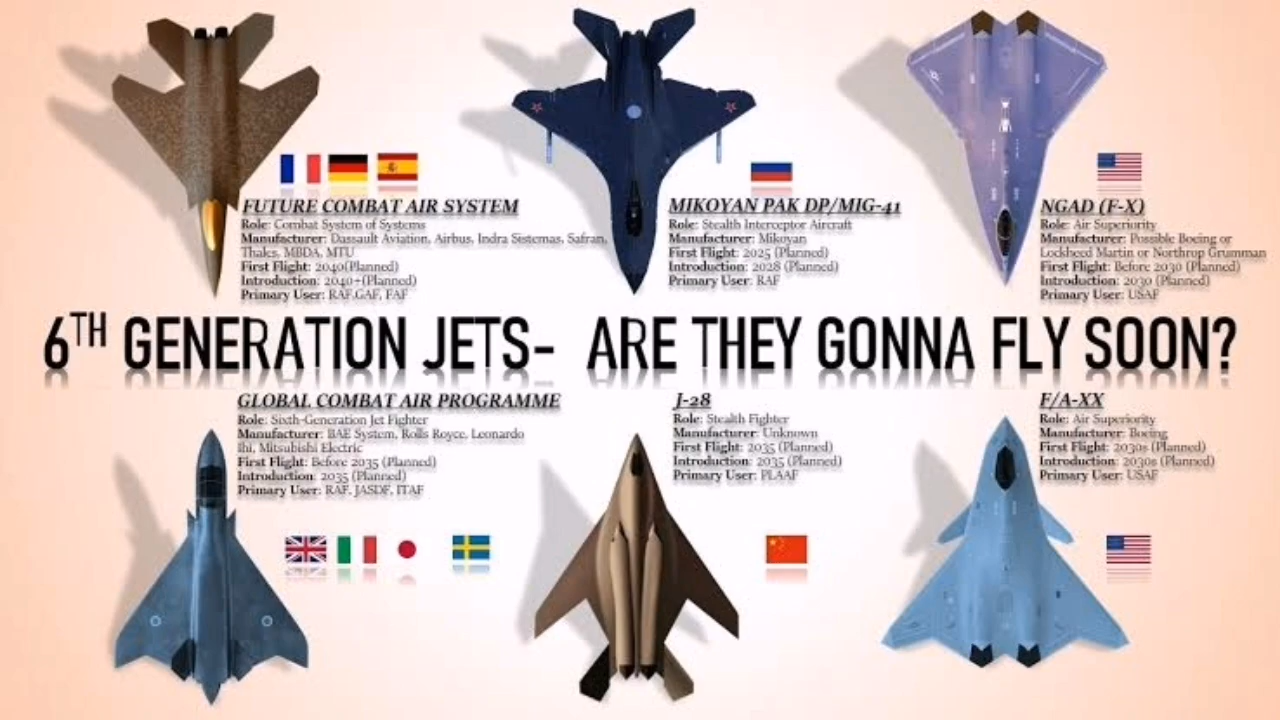 FUTURE COMBAT AIR SYSTEM
Role: Combat System of Systems
Manufacturer: Dassault Aviation, Airbus, Indra Sistemas, Safran,
Thales, MBDA, MTU
First Flight: 2040(Planned)
Introduction: 2040+(Planned)
Primary User: RAF,GAF, FAF
MIKOYAN PAK DP/MIG-41
Role: Stealth Interceptor Aircraft
Manufacturer: Mikoyan
First Flight: 2025 (Planned)
Introduction: 2028 (Planned)
Primary User: RAF
NGAD (F-X)
Role: Air Superiority
Manufacturer: Possible Boeing or
Lockheed Martin or Northrop Grumman
First Flight: Before 2030 (Planned)
Introduction: 2030 (Planned)
Primary User: USAF
6TH GENERATION JETS- ARE THEY GONNA FLY SOON?
GLOBAL COMBAT AIR PROGRAMME
Role: Sixth-Generation Jet Fighter
Manufacturer: BAE System, Rolls Royce, Leonardo
Ihi, Mitsubishi Electric
First Flight: Before 2035 (Planned)
Introduction: 2035 (Planned)
Primary User: RAF, JASDF, ITAF
J-28
Role: Stealth Fighter
Manufacturer: Unknown
First Flight: 2035 (Planned)
Introduction: 2035 (Planned)
Primary User: PLAAF
F/A-XX
Role: Air Superiority
Manufacturer: Boeing
First Flight: 2030s (Planned)
Introduction: 2030s (Planned)
Primary User: USAF